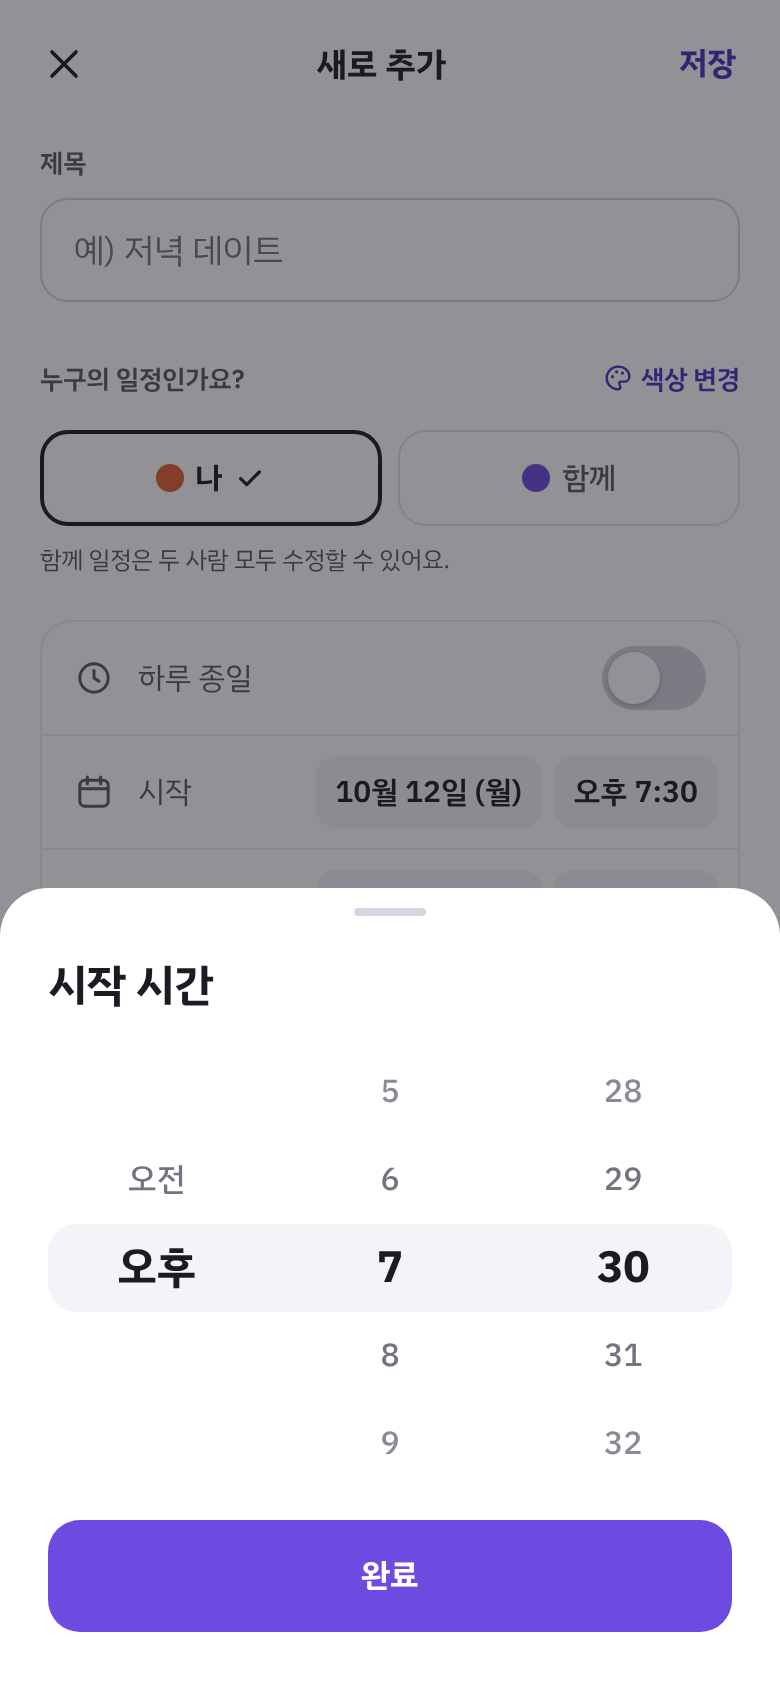 새로 추가
저장
제목
예) 저녁 데이트
누구의 일정인가요?
색상 변경
나
함께
함께 일정은 두 사람 모두 수정할 수 있어요.
하루 종일
시작
10월 12일 (월)
오후 7:30
시작 시간
5 28
오전 6 29
오후 7 30
8 31
9 32
완료